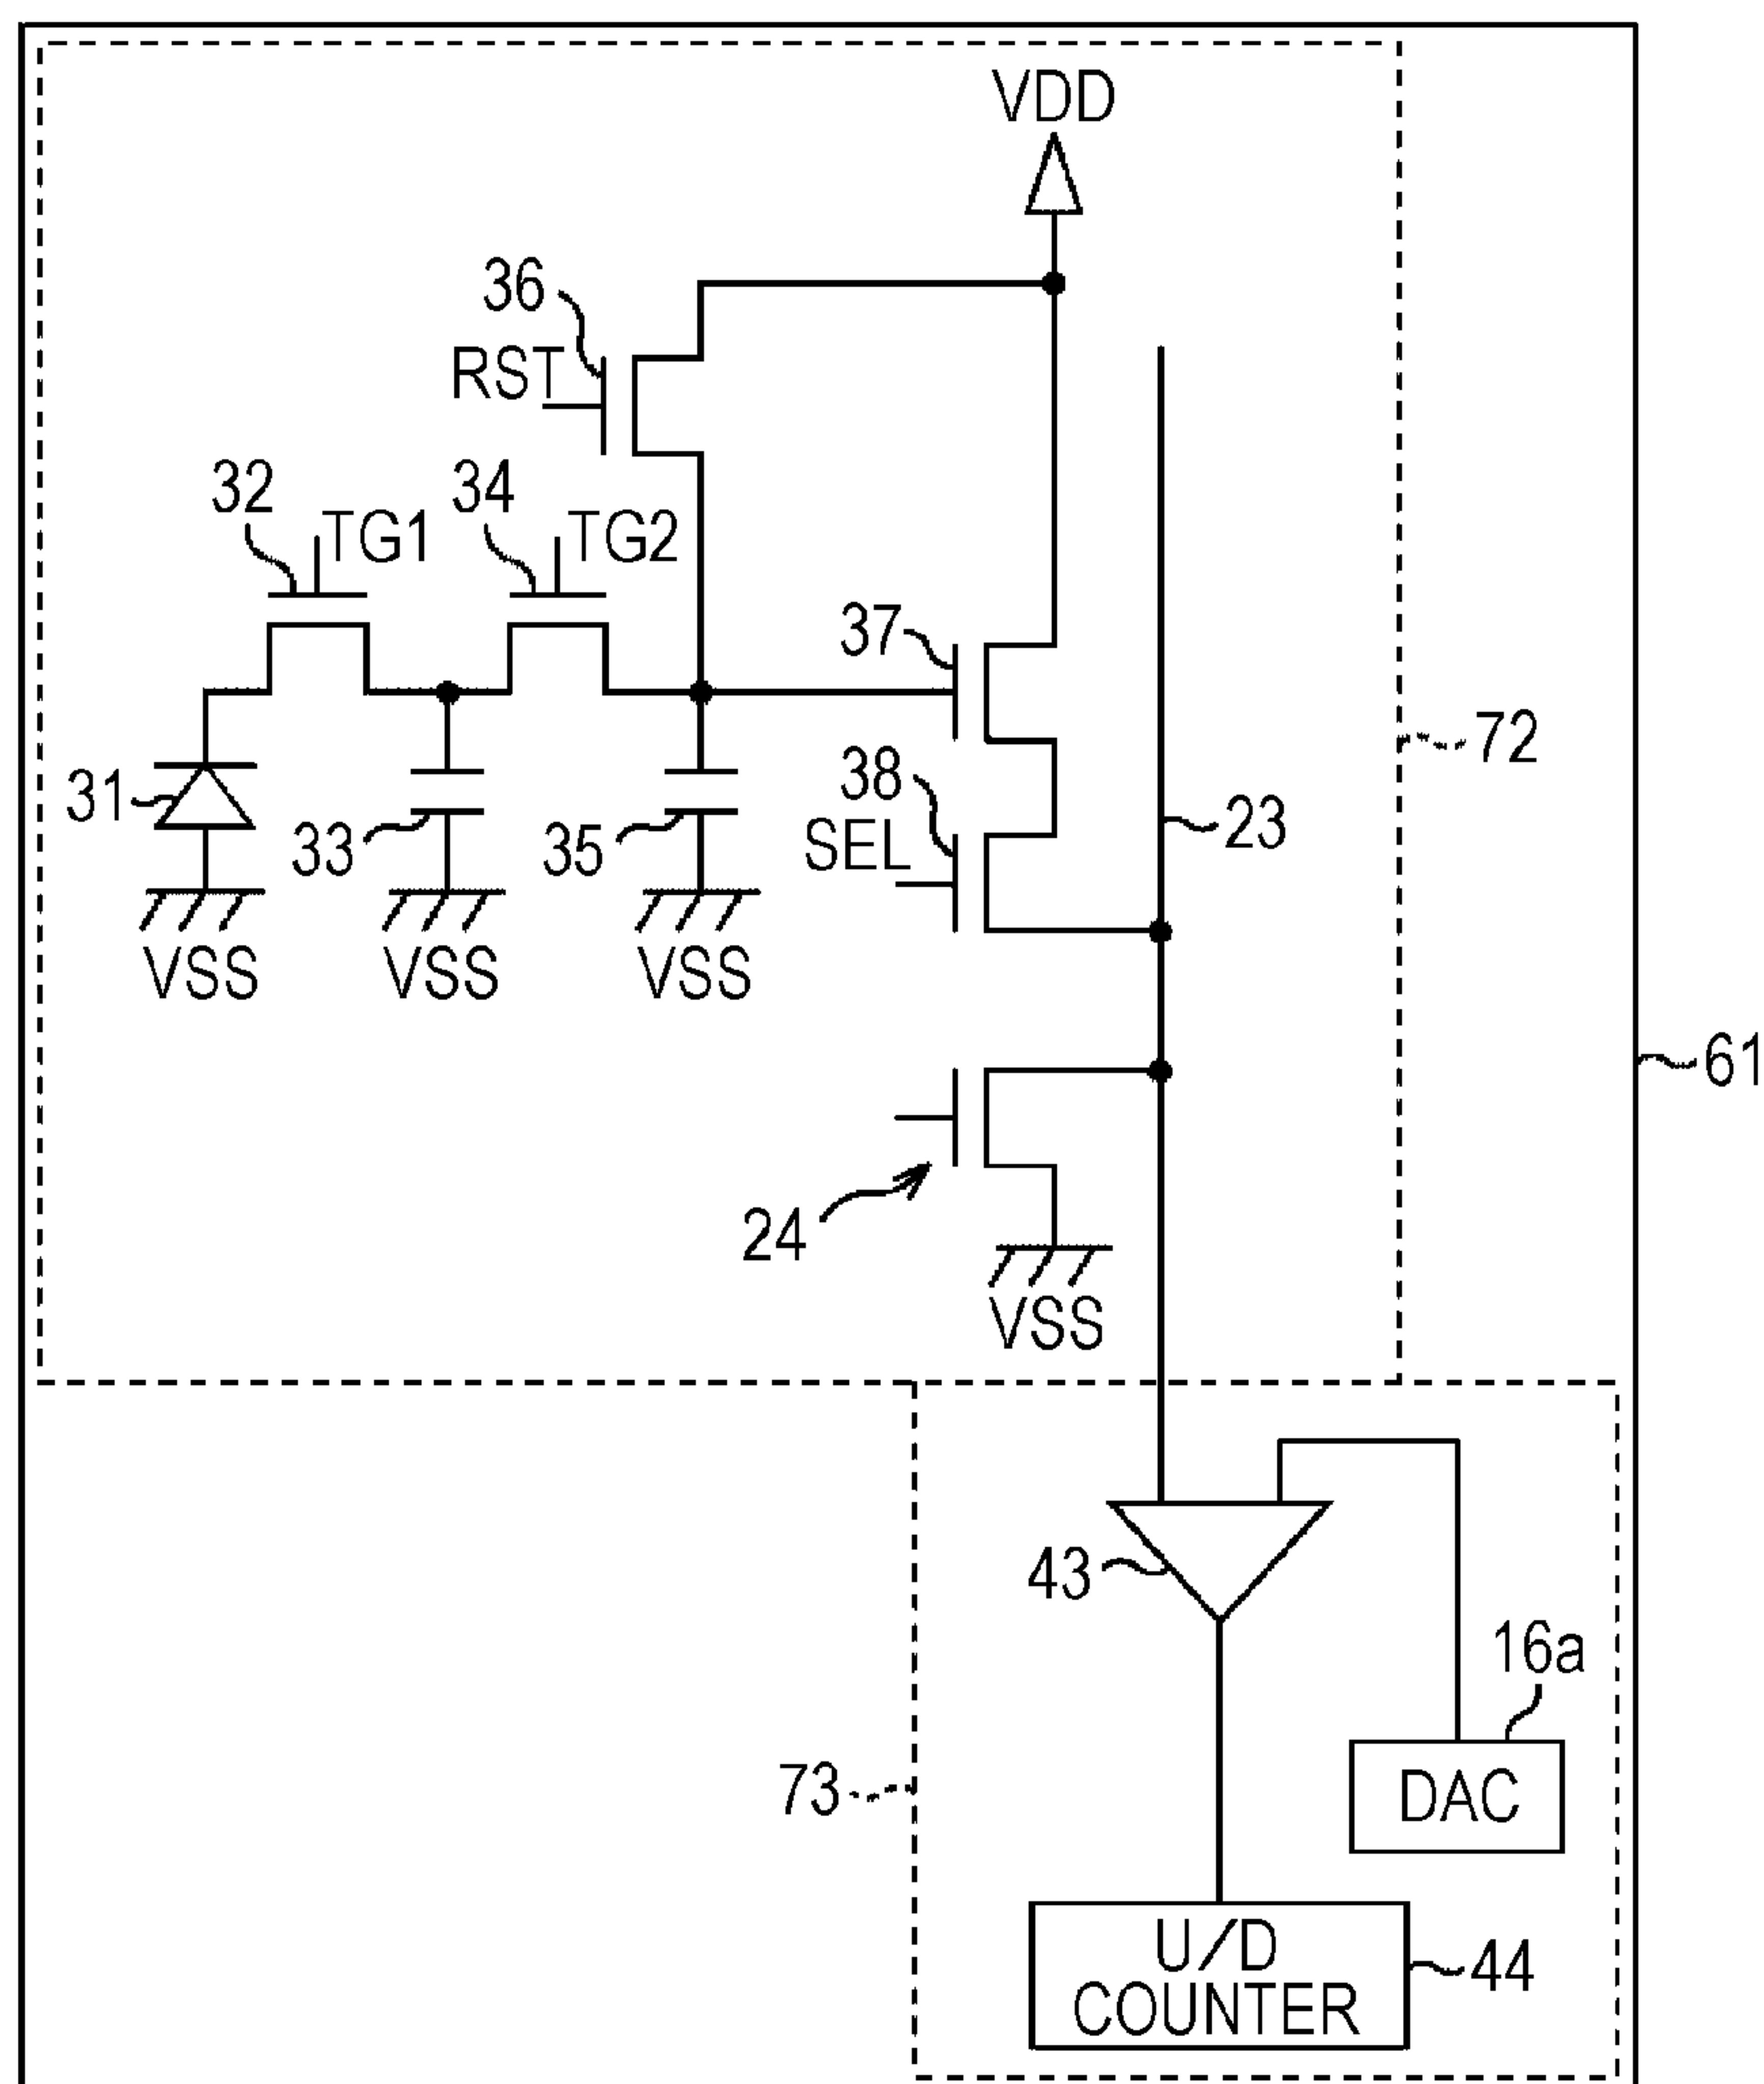 VDD
36
RST
32
TG1
34
TG2
37
72
31
33
35
38
SEL
23
VSS
VSS
VSS
61
24
VSS
43
16a
73
DAC
U/D
COUNTER
44